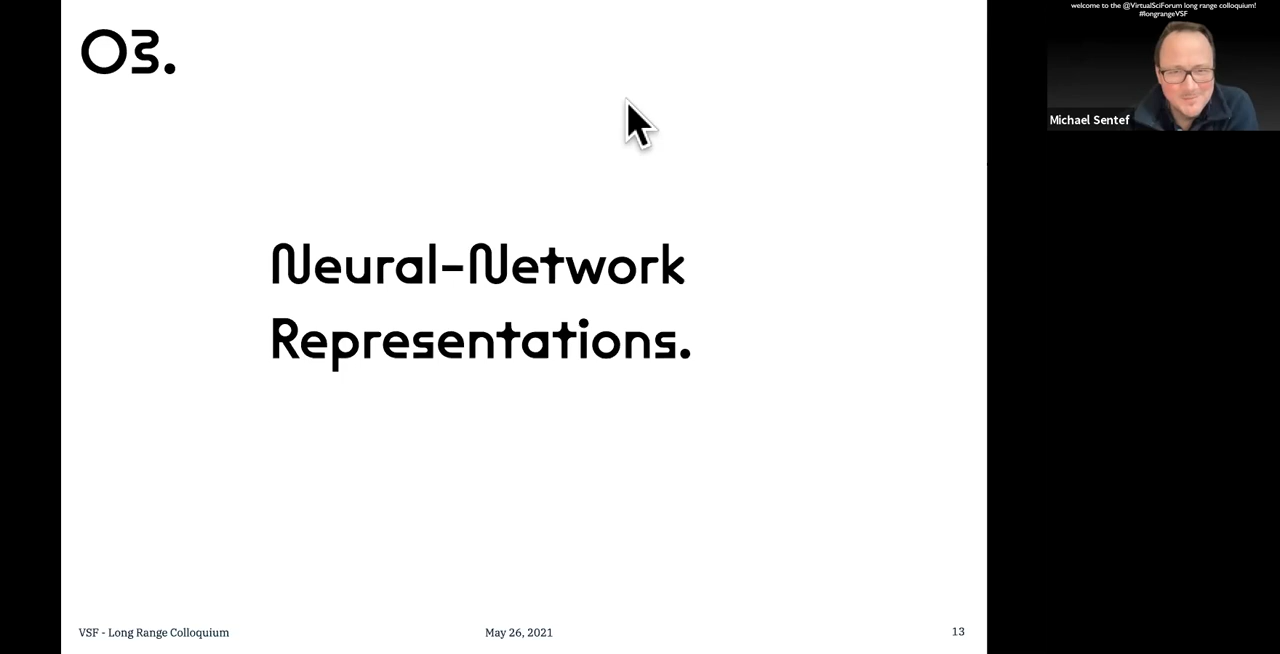 03.
Neural-Network
Representations.
VSF - Long Range Colloquium
May 26, 2021
13
welcome to the @VirtualSciForum long range colloquium!
#longrangeVSF
Michael Sentef